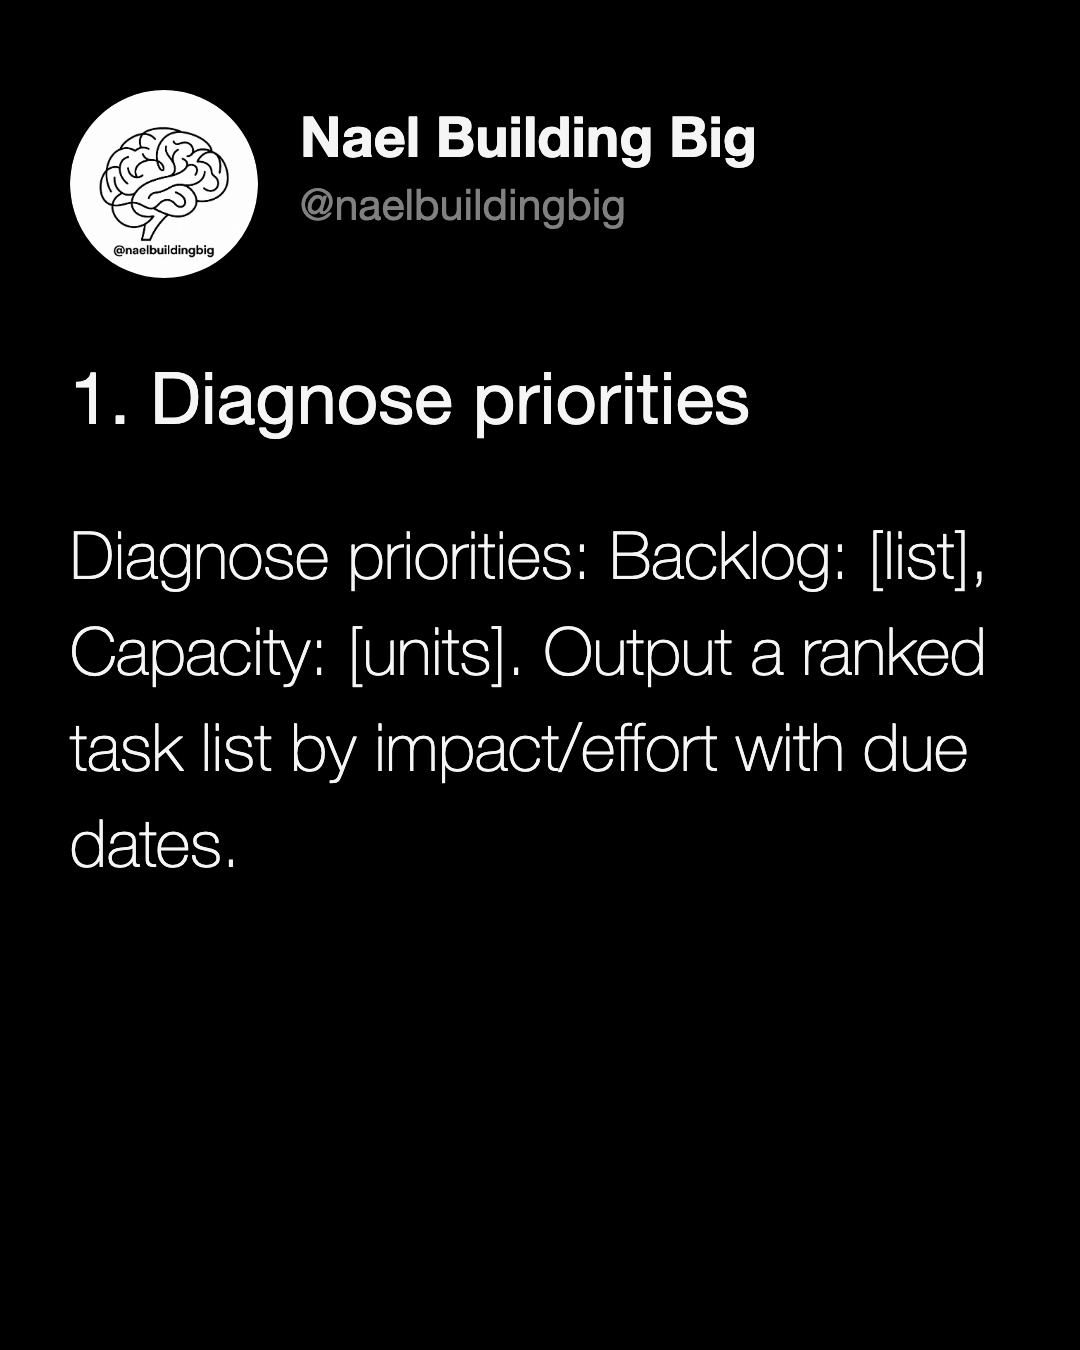 Nael Building Big
@naelbuildingbig
@naelbuildingbig
1. Diagnose priorities
Diagnose priorities: Backlog: [list],
Capacity: [units]. Output a ranked
task list by impact/effort with due
dates.